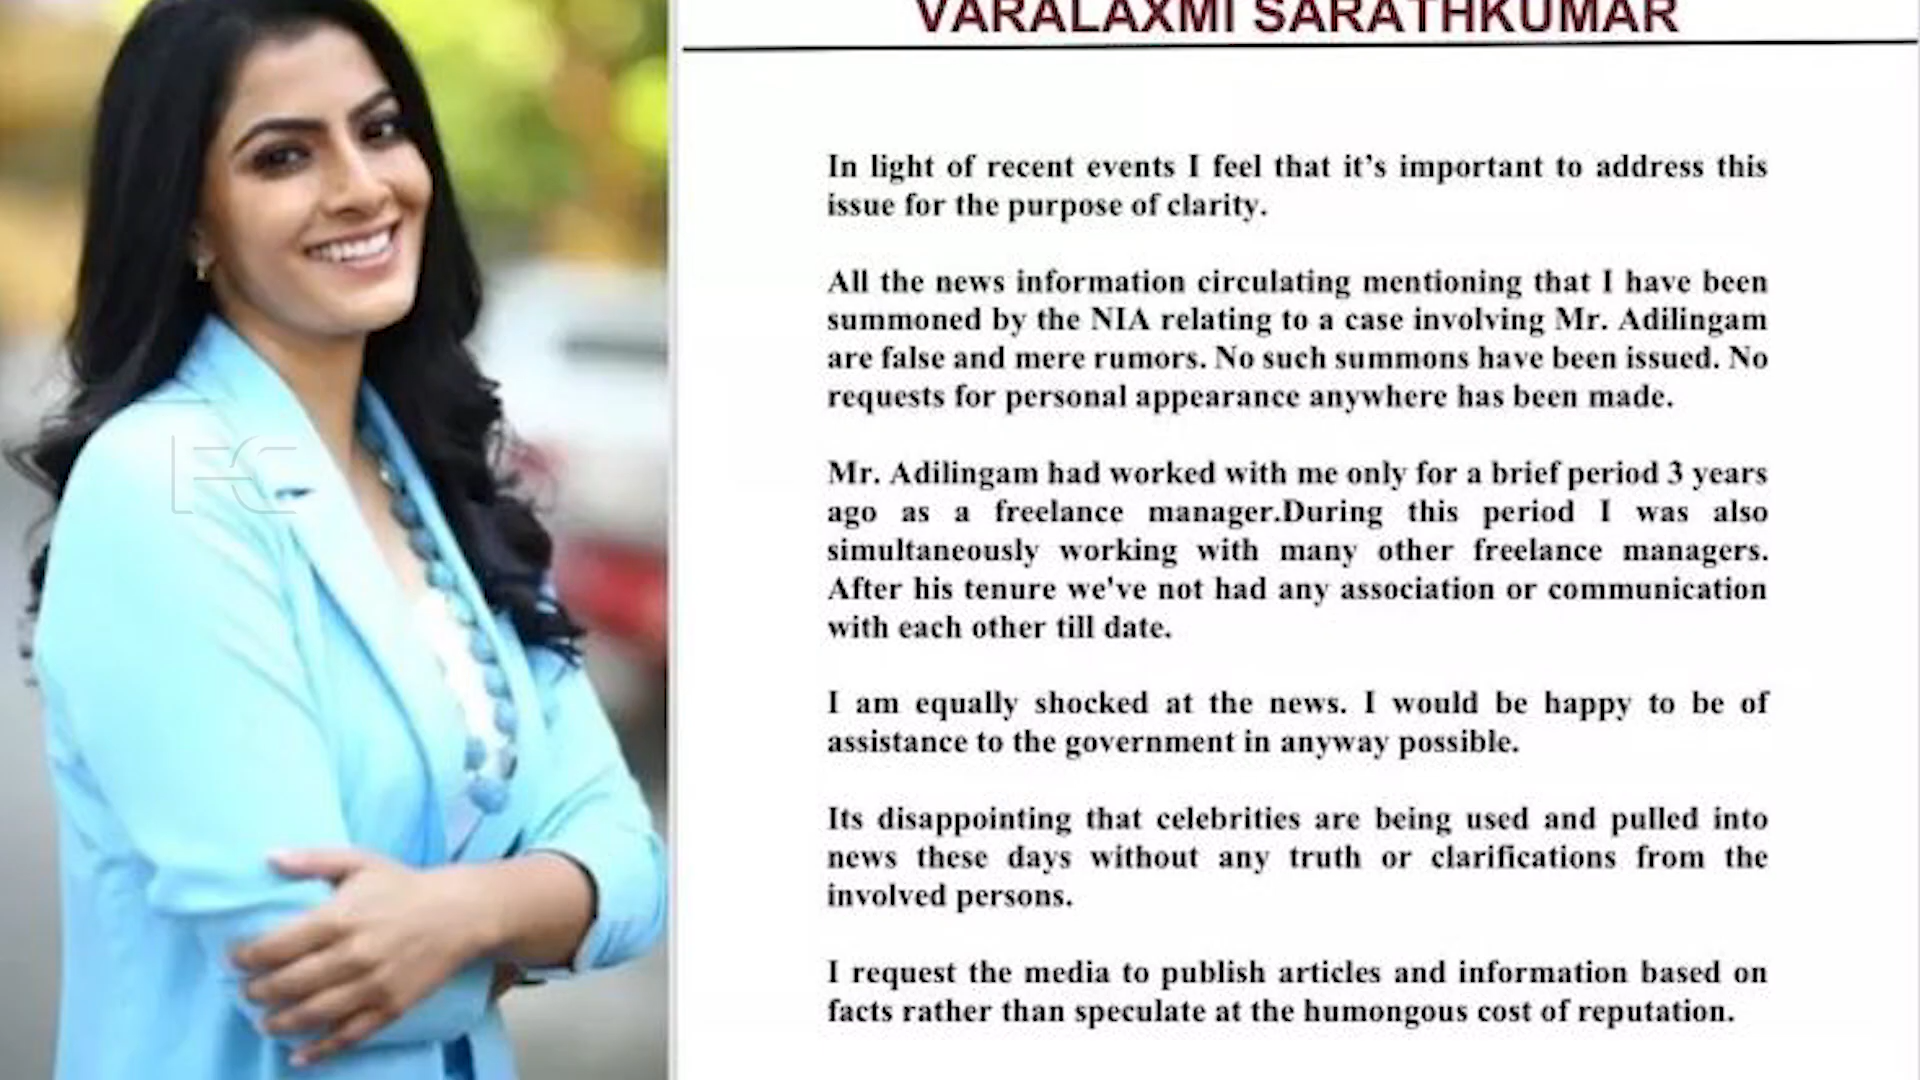 VARALAXMI SARATHKUMAR
In light of recent events I feel that it’s important to address this
issue for the purpose of clarity.
All the news information circulating mentioning that I have been
summoned by the NIA relating to a case involving Mr. Adilingam
are false and mere rumors. No such summons have been issued. No
requests for personal appearance anywhere has been made.
Mr. Adilingam had worked with me only for a brief period 3 years
ago as a freelance manager.During this period I was also
simultaneously working with many other freelance managers.
After his tenure we've not had any association or communication
with each other till date.
I am equally shocked at the news. I would be happy to be of
assistance to the government in anyway possible.
Its disappointing that celebrities are being used and pulled into
news these days without any truth or clarifications from the
involved persons.
I request the media to publish articles and information based on
facts rather than speculate at the humongous cost of reputation.
FC